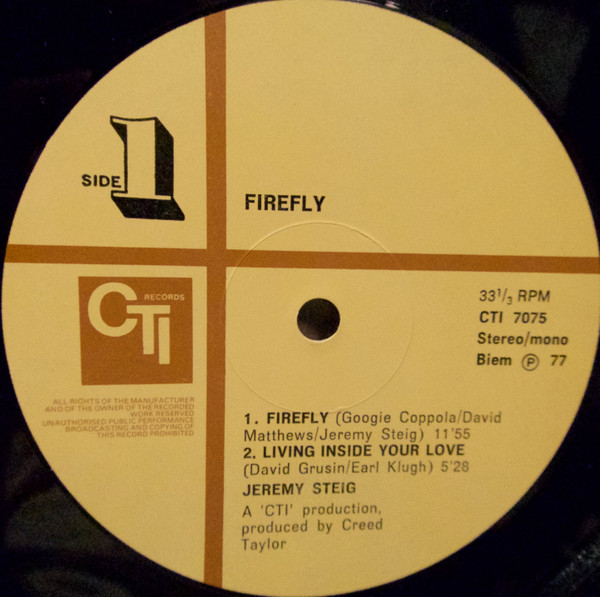 SIDE 1
FIREFLY
CTI RECORDS
33 1/3 RPM
CTI 7075
Stereo/mono
Biem Ⓟ 77
ALL RIGHTS OF THE MANUFACTURER
AND OF THE OWNER OF THE RECORDED
WORK RESERVED
UNAUTHORISED PUBLIC PERFORMANCE
BROADCASTING AND COPYING OF
THIS RECORD PROHIBITED
1. FIREFLY (Googie Coppola/David
Matthews/Jeremy Steig) 11'55
2. LIVING INSIDE YOUR LOVE
(David Grusin/Earl Klugh) 5'28
JEREMY STEIG
A 'CTI' production,
produced by Creed
Taylor